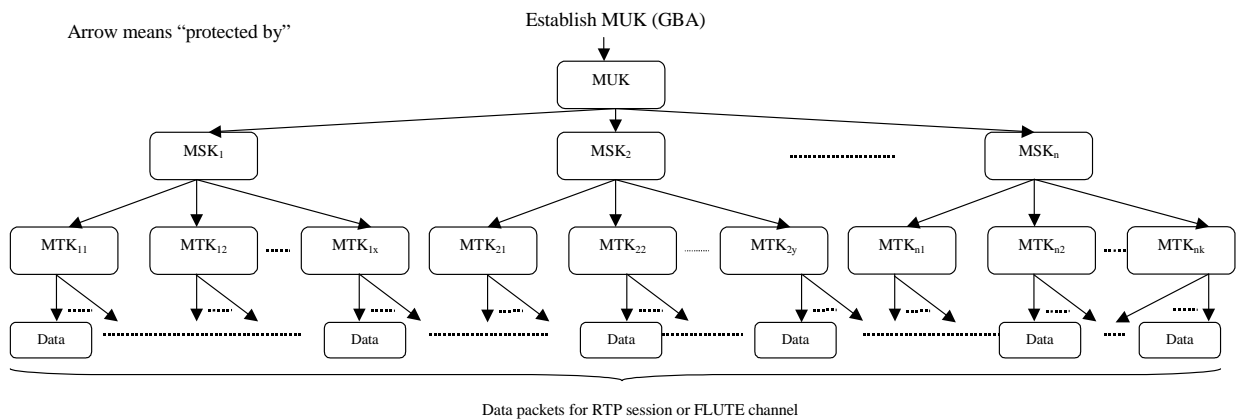 Establish MUK (GBA)
Arrow means “protected by”
MUK
MSK₁ MSK₂ MSKₙ
MTK₁₁ MTK₁₂ MTK₁ₓ MTK₂₁ MTK₂₂ MTK₂y MTKₙ₁ MTKₙ₂ MTKₙₖ
Data Data Data Data Data Data
Data packets for RTP session or FLUTE channel